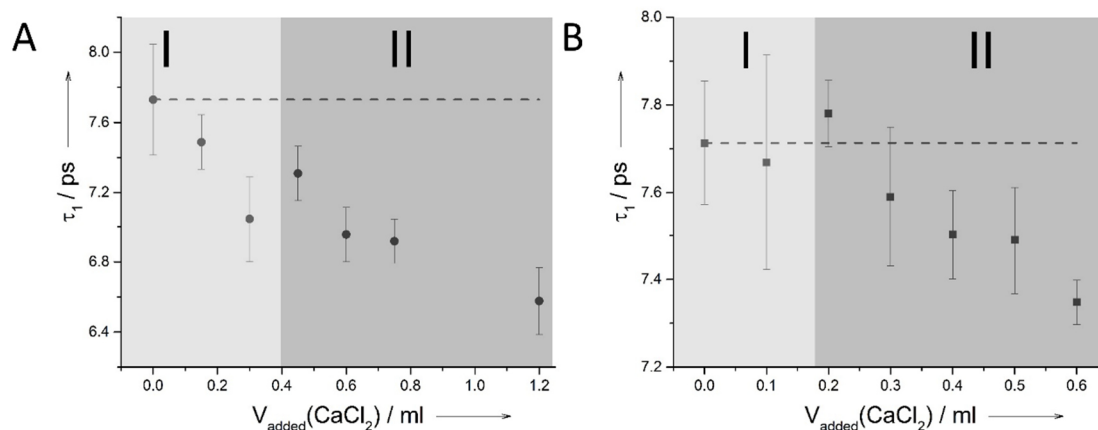 A
I
II
8.0
7.6
7.2
6.8
6.4
τ1 / ps
0.0 0.2 0.4 0.6 0.8 1.0 1.2
Vadded(CaCl2) / ml
B
I
II
8.0
7.8
7.6
7.4
7.2
τ1 / ps
0.0 0.1 0.2 0.3 0.4 0.5 0.6
Vadded(CaCl2) / ml